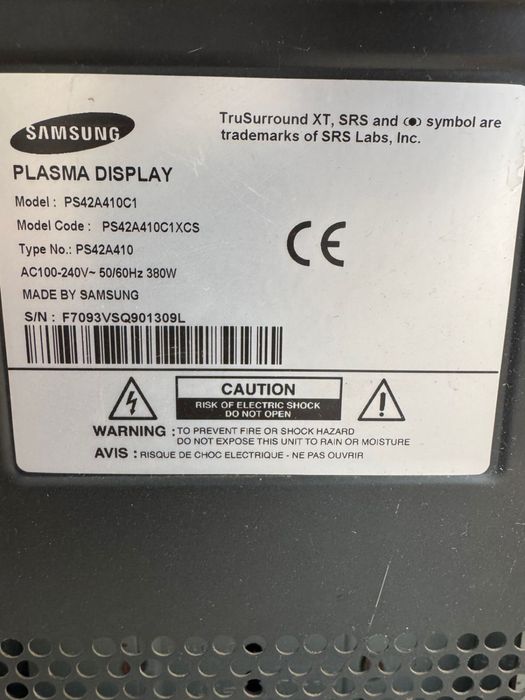 SAMSUNG
TruSurround XT, SRS and (●) symbol are
trademarks of SRS Labs, Inc.
PLASMA DISPLAY
Model : PS42A410C1
Model Code : PS42A410C1XCS
Type No.: PS42A410
AC100-240V~ 50/60Hz 380W
MADE BY SAMSUNG
S/N : F7093VSQ901309L
CE
CAUTION
RISK OF ELECTRIC SHOCK
DO NOT OPEN
WARNING : TO PREVENT FIRE OR SHOCK HAZARD
DO NOT EXPOSE THIS UNIT TO RAIN OR MOISTURE
AVIS : RISQUE DE CHOC ELECTRIQUE - NE PAS OUVRIR